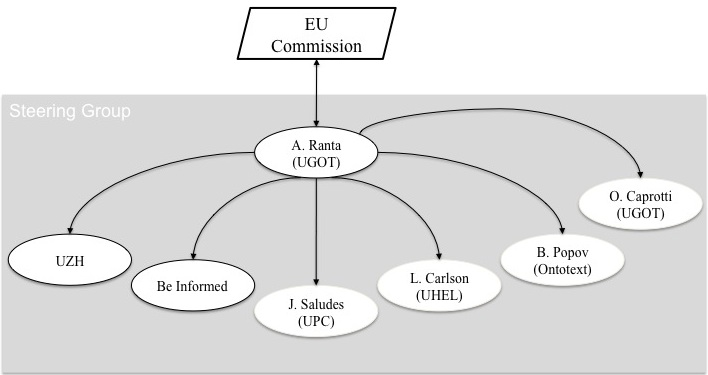 EU
Commission
Steering Group
A. Ranta
(UGOT)
O. Caprotti
(UGOT)
UZH
B. Popov
(Ontotext)
Be Informed
L. Carlson
(UHEL)
J. Saludes
(UPC)